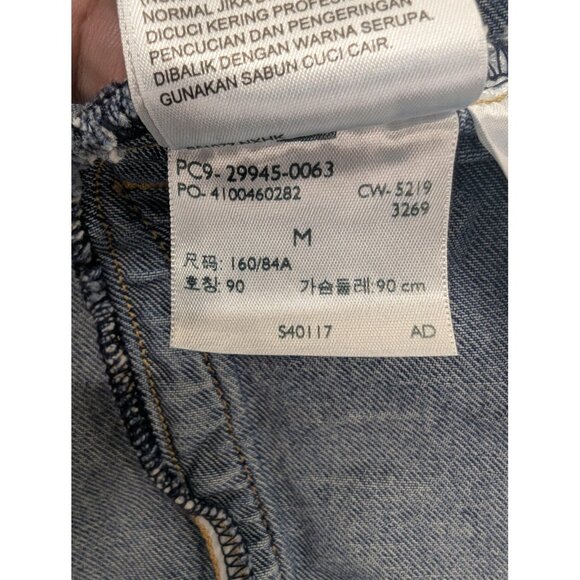 NORMAL JIKA
DICUCI KERING
PENCUCIAN DAN PENGERINGAN
DIBALIK DENGAN WARNA SERUPA.
GUNAKAN SABUN CUCI CAIR.
PC9- 29945-0063
PO- 4100460282 CW- 5219
3269
M
尺码: 160/84A
호칭: 90 가슴둘레: 90 cm
S40117 AD